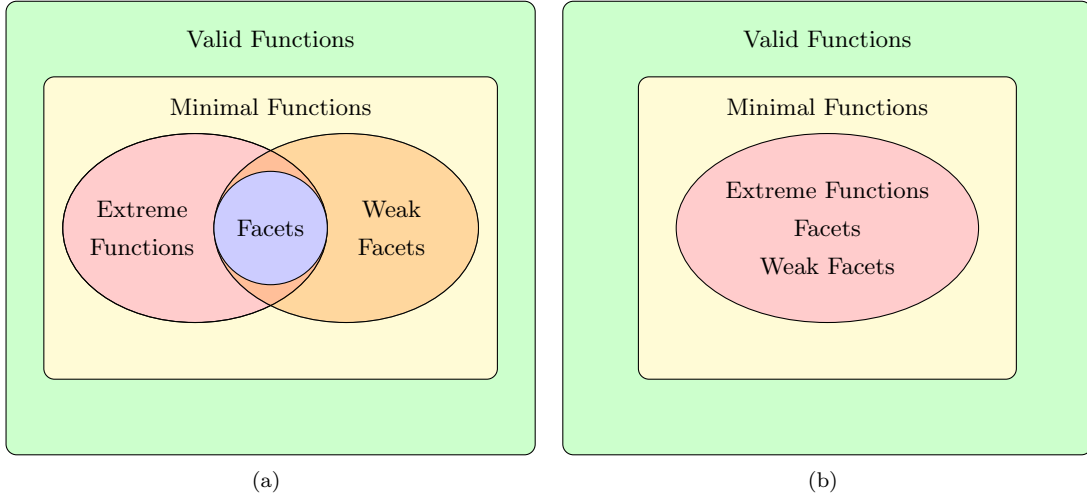 Valid Functions
Minimal Functions
Extreme
Functions
Facets
Weak
Facets
(a)
Valid Functions
Minimal Functions
Extreme Functions
Facets
Weak Facets
(b)